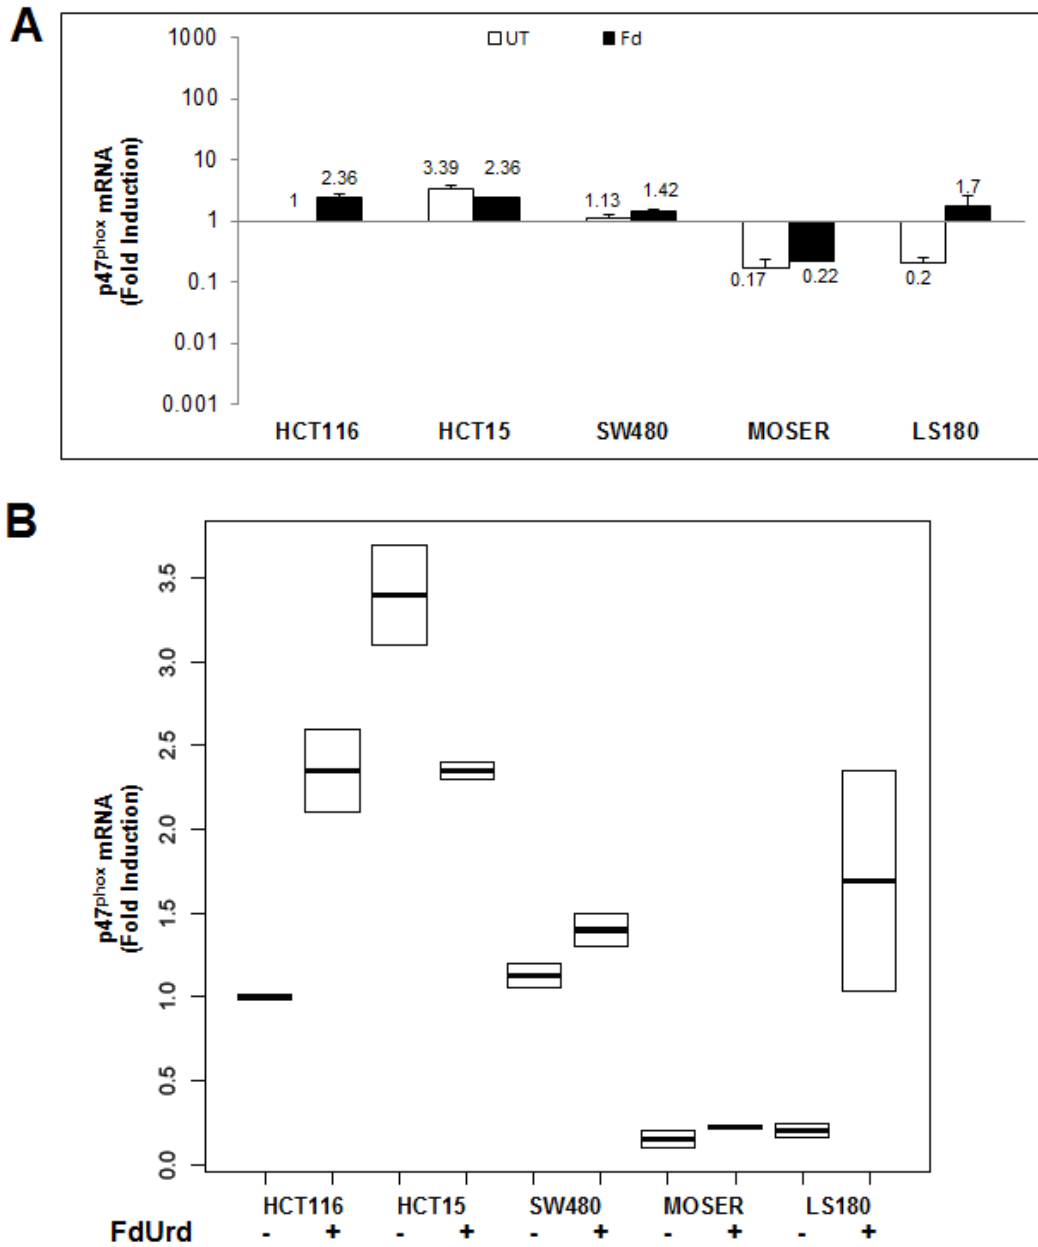 A
1000
100
10
1
0.1
0.01
0.001
p47phox mRNA
(Fold Induction)
UT Fd
1 2.36 3.39 2.36 1.13 1.42 0.17 0.22 0.2 1.7
HCT116 HCT15 SW480 MOSER LS180
B
3.5
3.0
2.5
2.0
1.5
1.0
0.5
0.0
p47phox mRNA
(Fold Induction)
HCT116 HCT15 SW480 MOSER LS180
FdUrd - + - + - + - + - +